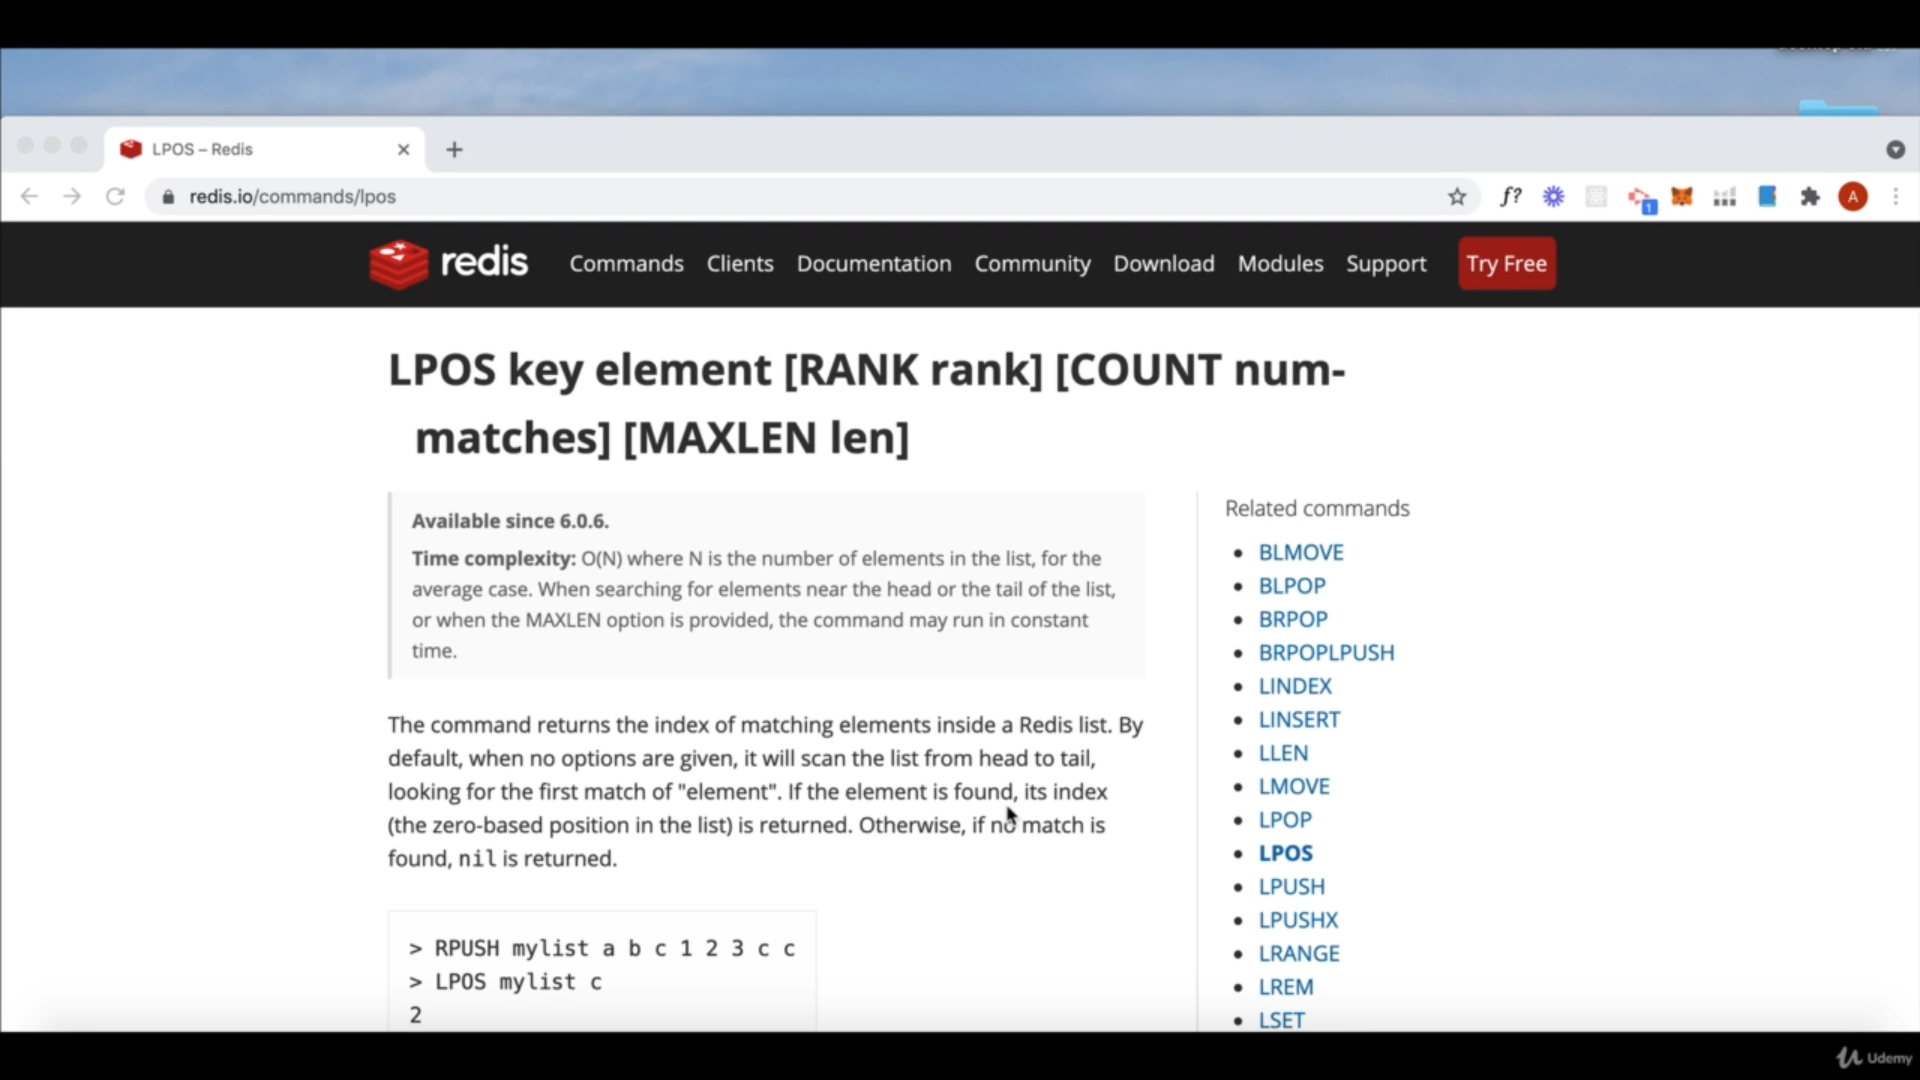 LPOS – Redis
redis.io/commands/lpos
f?
1
A
redis
Commands
Clients
Documentation
Community
Download
Modules
Support
Try Free
LPOS key element [RANK rank] [COUNT num-
matches] [MAXLEN len]
Available since 6.0.6.
Time complexity: O(N) where N is the number of elements in the list, for the
average case. When searching for elements near the head or the tail of the list,
or when the MAXLEN option is provided, the command may run in constant
time.
The command returns the index of matching elements inside a Redis list. By
default, when no options are given, it will scan the list from head to tail,
looking for the first match of "element". If the element is found, its index
(the zero-based position in the list) is returned. Otherwise, if no match is
found, nil is returned.
> RPUSH mylist a b c 1 2 3 c c
> LPOS mylist c
2
Related commands
BLMOVE
BLPOP
BRPOP
BRPOPLPUSH
LINDEX
LINSERT
LLEN
LMOVE
LPOP
LPOS
LPUSH
LPUSHX
LRANGE
LREM
LSET
Udemy